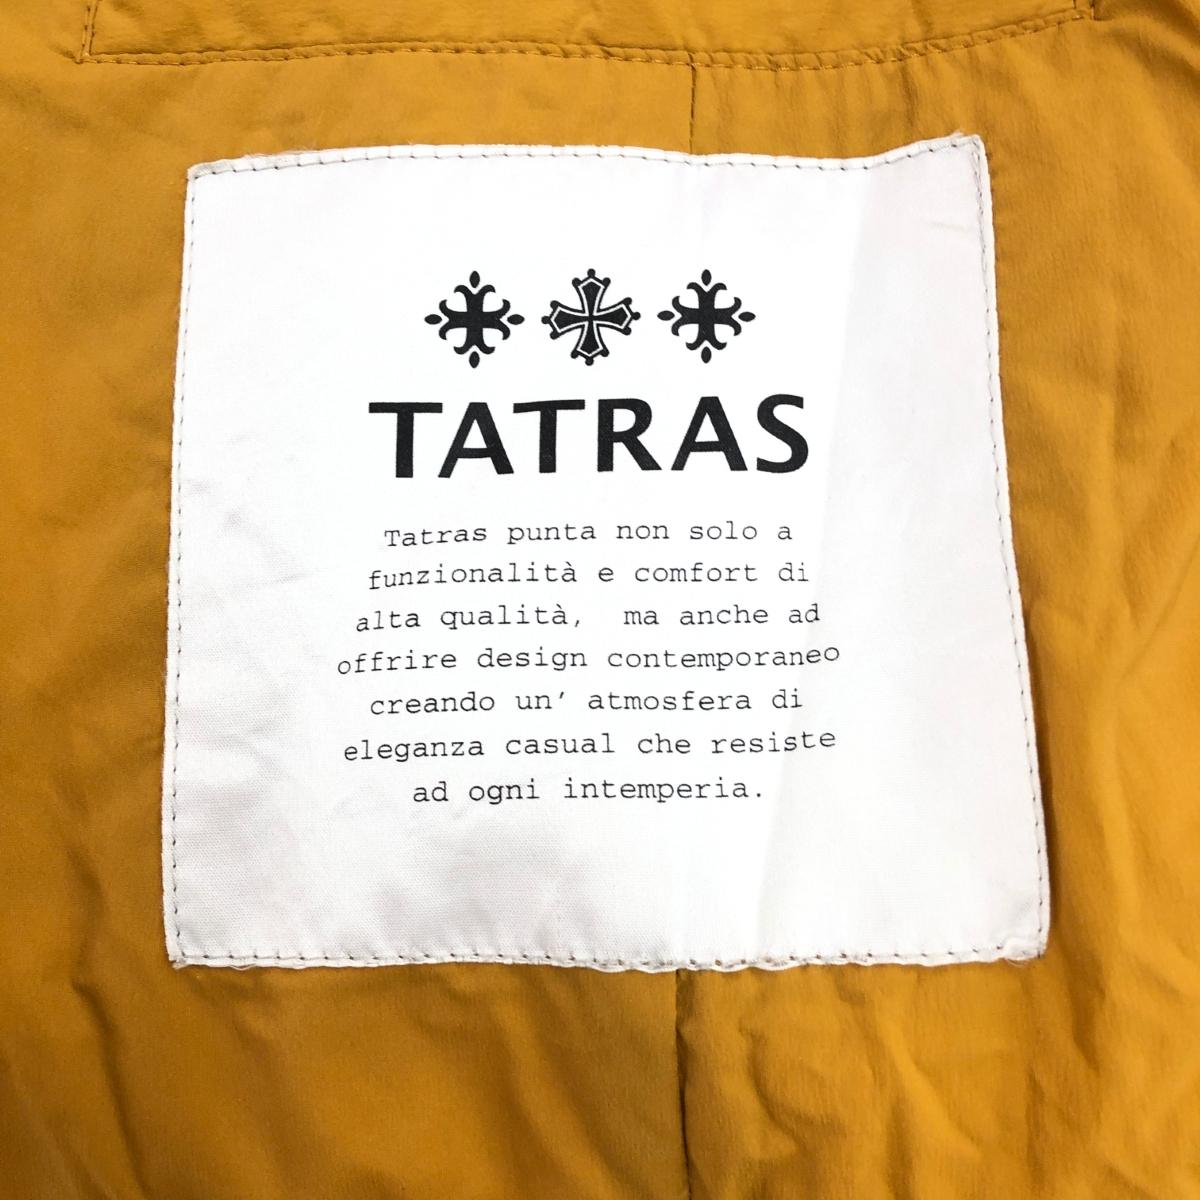 TATRAS
Tatras punta non solo a
funzionalità e comfort di
alta qualità, ma anche ad
offrire design contemporaneo
creando un' atmosfera di
eleganza casual che resiste
ad ogni intemperia.